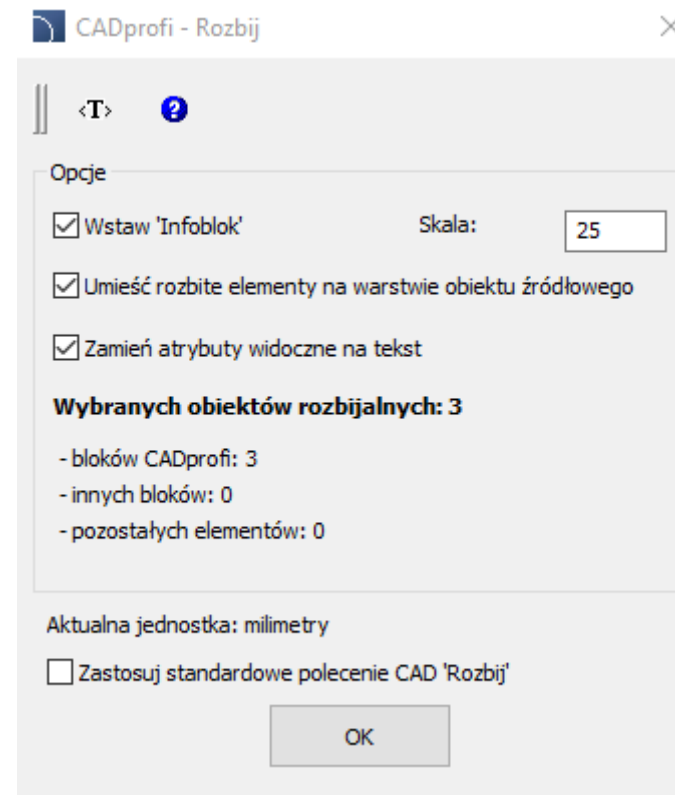 CADprofi - Rozbij
<T>
?
Opcje
Wstaw 'Infoblok' Skala: 25
Umieść rozbite elementy na warstwie obiektu źródłowego
Zamień atrybuty widoczne na tekst
Wybranych obiektów rozbijalnych: 3
- bloków CADprofi: 3
- innych bloków: 0
- pozostałych elementów: 0
Aktualna jednostka: milimetry
Zastosuj standardowe polecenie CAD 'Rozbij'
OK